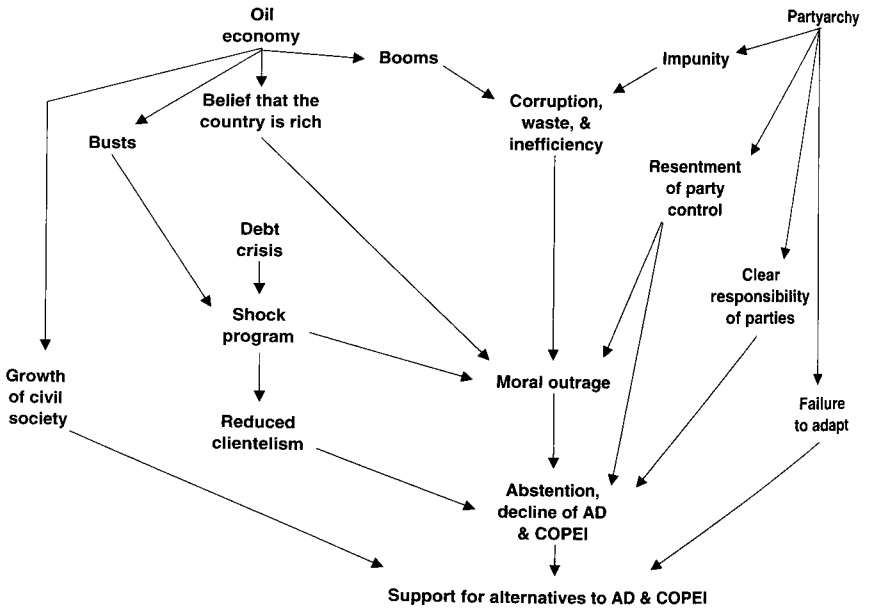 Oil
economy
Partyarchy
Booms
Impunity
Belief that the
country is rich
Corruption,
waste, &
inefficiency
Busts
Resentment
of party
control
Debt
crisis
Clear
responsibility
of parties
Shock
program
Growth
of civil
society
Moral outrage
Failure
to adapt
Reduced
clientelism
Abstention,
decline of AD
& COPEI
Support for alternatives to AD & COPEI